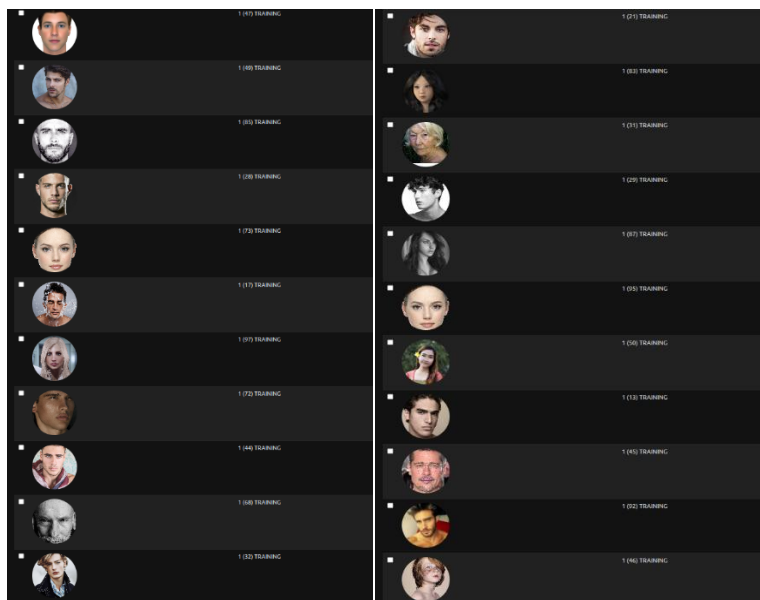 1 (47) TRAINING
1 (49) TRAINING
1 (85) TRAINING
1 (28) TRAINING
1 (73) TRAINING
1 (17) TRAINING
1 (97) TRAINING
1 (72) TRAINING
1 (44) TRAINING
1 (68) TRAINING
1 (32) TRAINING
1 (21) TRAINING
1 (83) TRAINING
1 (31) TRAINING
1 (29) TRAINING
1 (87) TRAINING
1 (95) TRAINING
1 (50) TRAINING
1 (13) TRAINING
1 (45) TRAINING
1 (92) TRAINING
1 (46) TRAINING